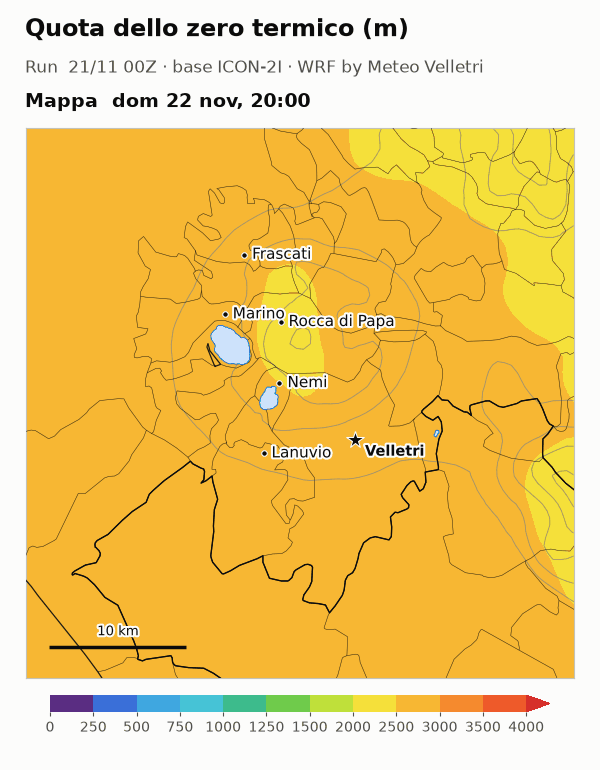 Quota dello zero termico (m)
Run  21/11 00Z · base ICON-2I · WRF by Meteo Velletri
Mappa  dom 22 nov, 20:00
Frascati
Marino
Rocca di Papa
Nemi
Velletri
Lanuvio
10 km
0 250 500 750 1000 1250 1500 2000 2500 3000 3500 4000